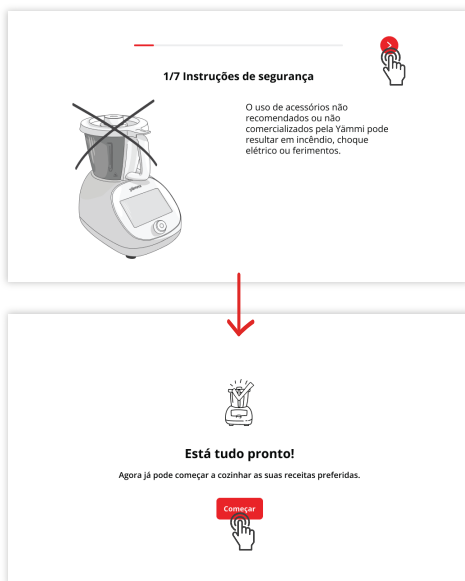 1/7 Instruções de segurança
O uso de acessórios não
recomendados ou não
comercializados pela Yämmi pode
resultar em incêndio, choque
elétrico ou ferimentos.
yämmi
Está tudo pronto!
Agora já pode começar a cozinhar as suas receitas preferidas.
Começar